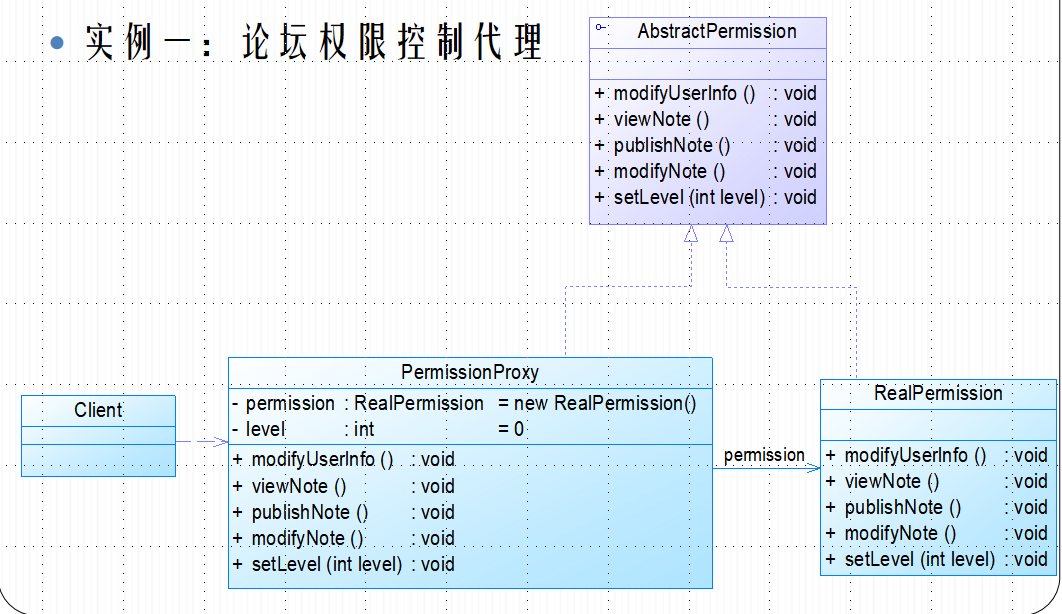 实例一：论坛权限控制代理
AbstractPermission
+ modifyUserInfo () : void
+ viewNote () : void
+ publishNote () : void
+ modifyNote () : void
+ setLevel (int level) : void
PermissionProxy
- permission : RealPermission = new RealPermission()
- level : int = 0
+ modifyUserInfo () : void
+ viewNote () : void
+ publishNote () : void
+ modifyNote () : void
+ setLevel (int level) : void
Client
permission
RealPermission
+ modifyUserInfo () : void
+ viewNote () : void
+ publishNote () : void
+ modifyNote () : void
+ setLevel (int level) : void